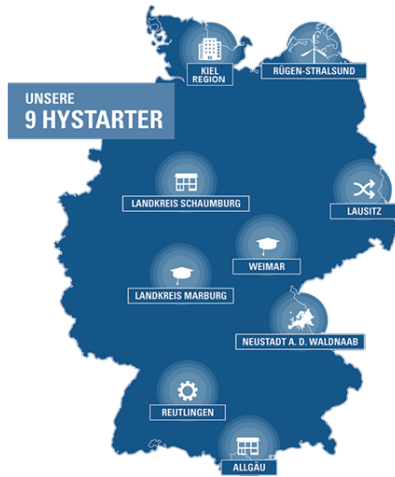 KIEL
REGION
RÜGEN-STRALSUND
UNSERE
9 HYSTARTER
LANDKREIS SCHAUMBURG
LAUSITZ
WEIMAR
LANDKREIS MARBURG
NEUSTADT A. D. WALDNAAB
REUTLINGEN
ALLGÄU